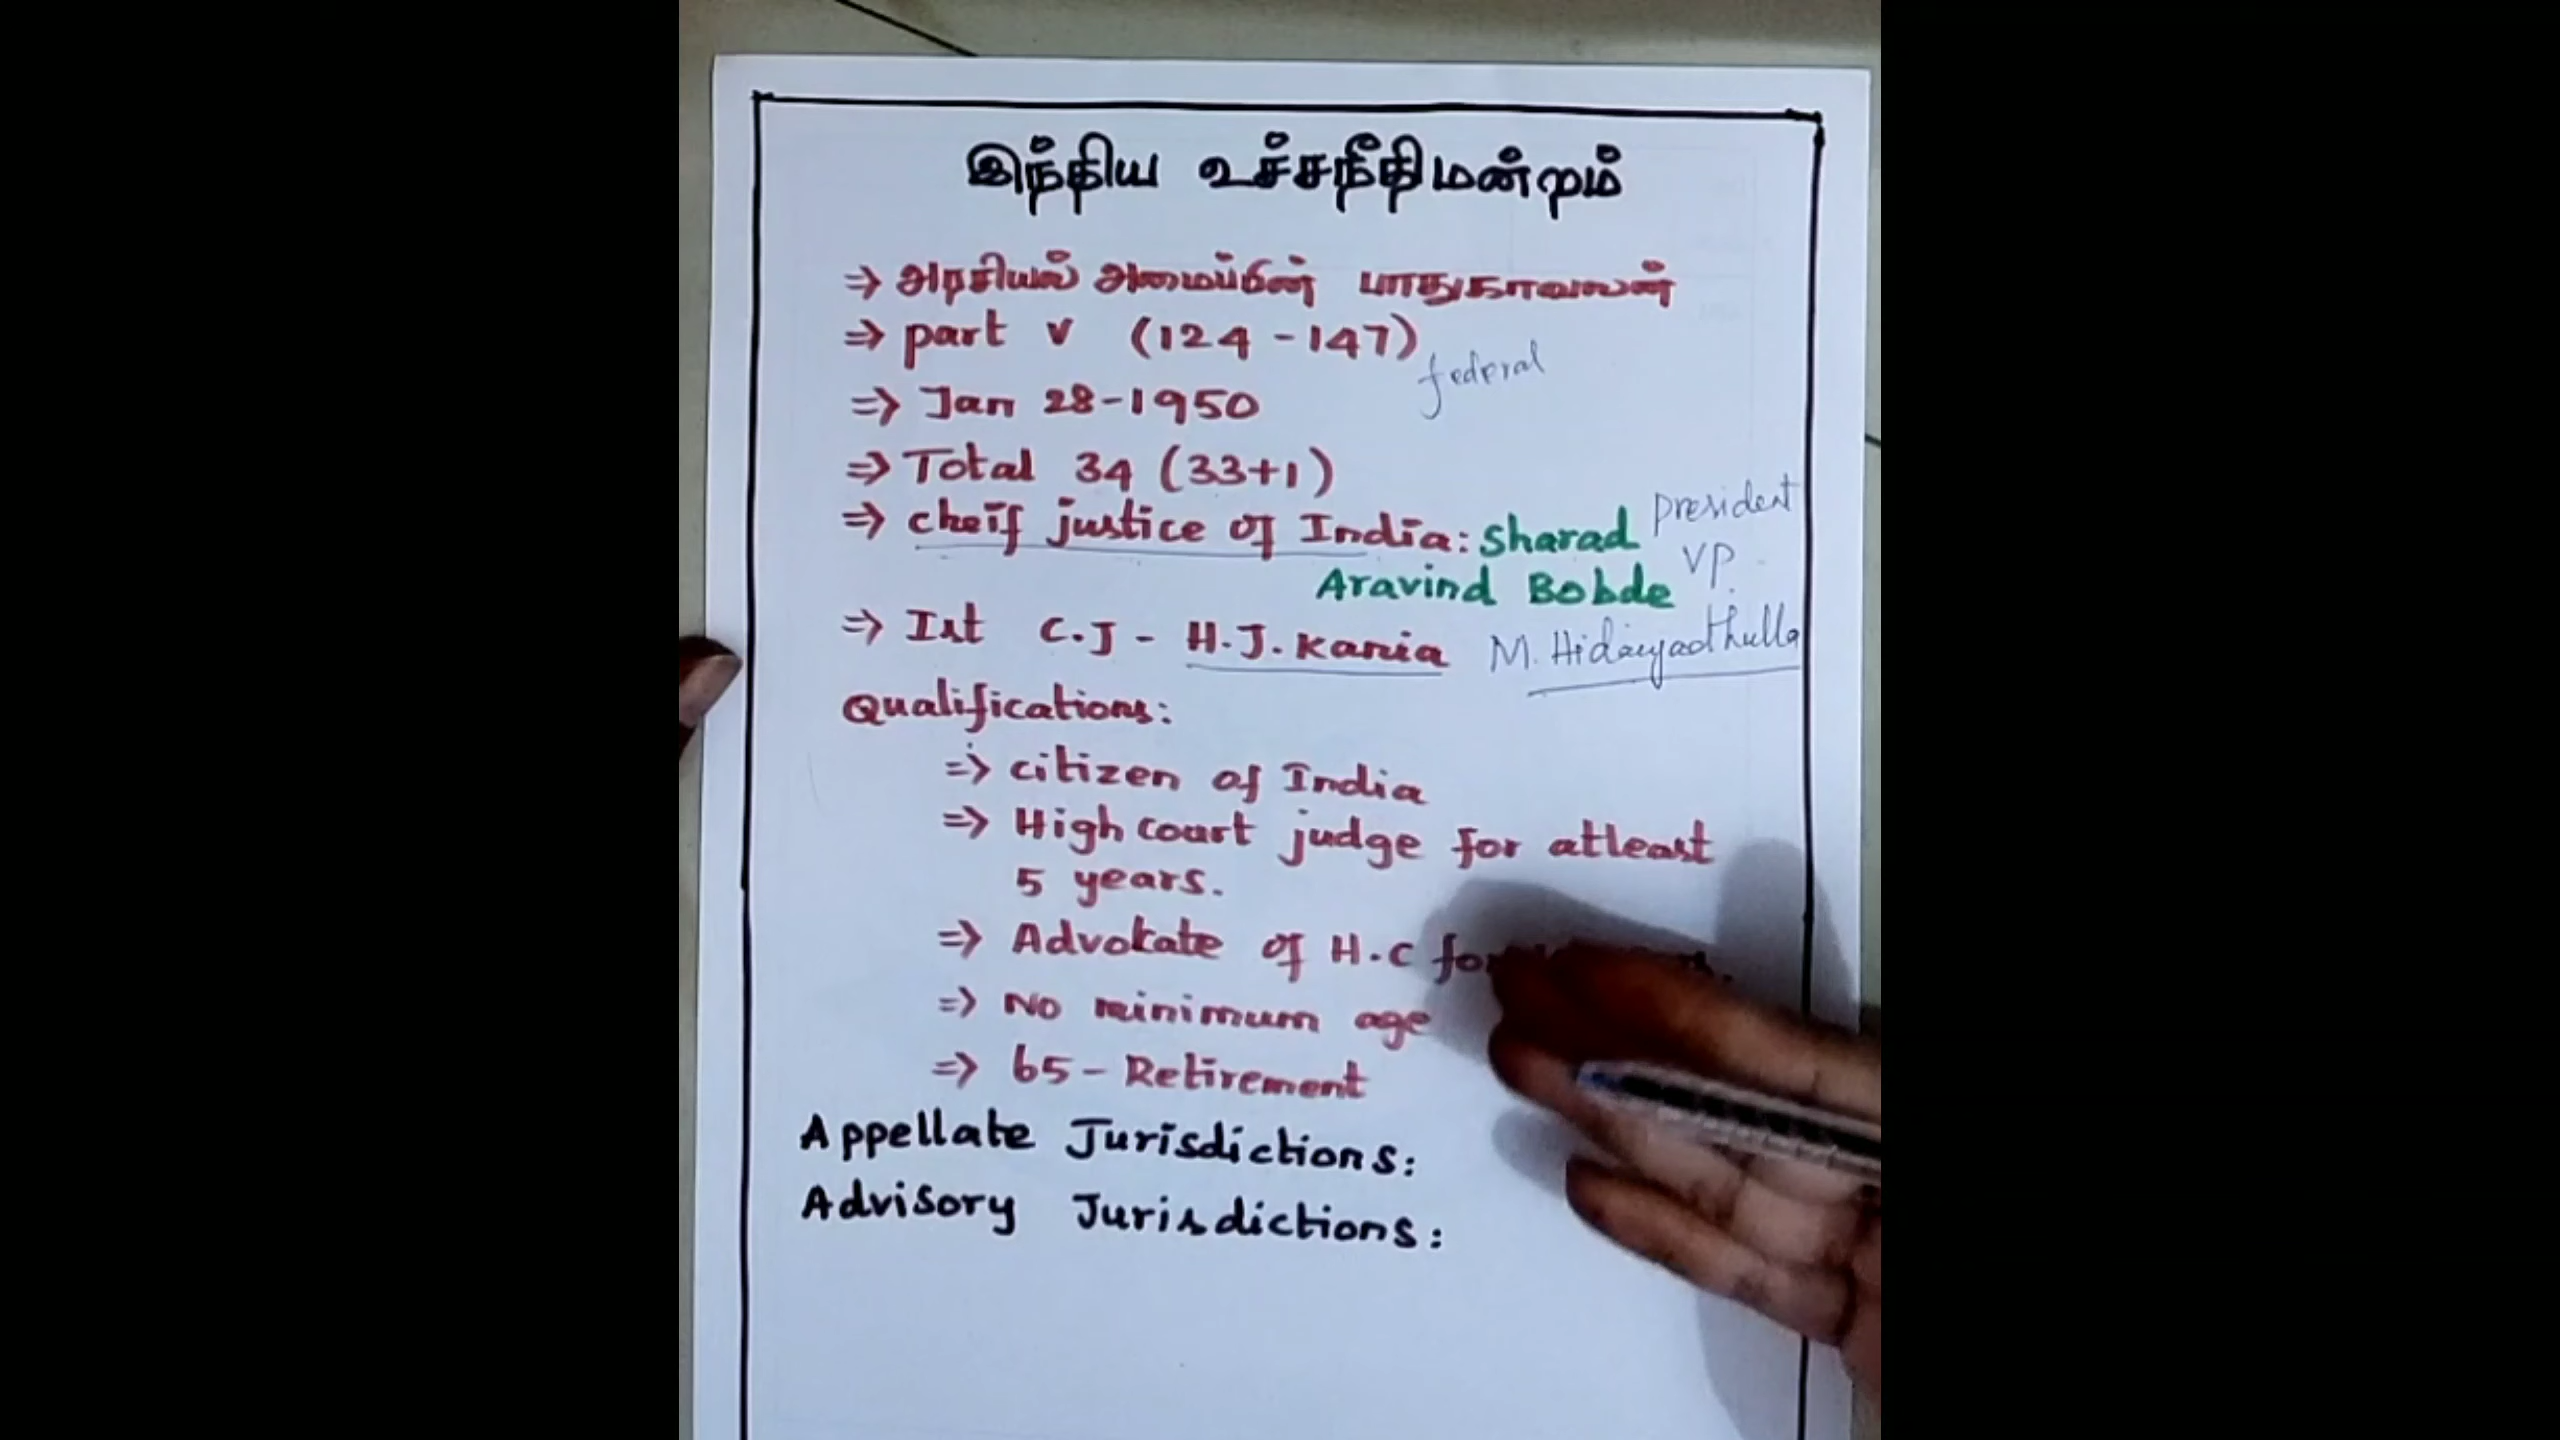 இந்திய உச்சநீதிமன்றம்
⇒ அரசியல் அமைப்பின் பாதுகாவலன்
⇒ part v (124 - 147)
federal
⇒ Jan 28-1950
⇒ Total 34 (33+1)
⇒ cheif justice of India: Sharad
president
Aravind Bobde
VP.
⇒ Ist C.J - H.J. Kania
M. Hidayadthulla
Qualifications:
⇒ citizen of India
⇒ High court judge for atleast
5 years.
⇒ Advokate of H.C for
⇒ No minimum age
⇒ 65 - Retirement
Appellate Jurisdictions:
Advisory Jurisdictions: